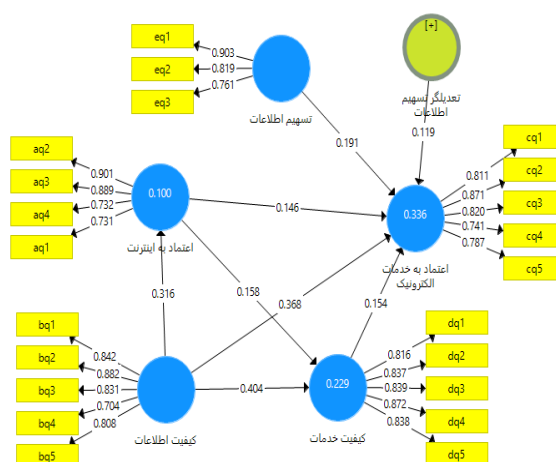 eq1
eq2
eq3
0.903
0.819
0.761
تسهیم اطلاعات
[+]
تعدیلگر تسهیم
اطلاعات
0.119
0.191
aq2
aq3
aq4
aq1
0.901
0.889
0.732
0.731
0.100
اعتماد به اینترنت
0.146
0.336
اعتماد به خدمات
الکترونیک
0.811
0.871
0.820
0.741
0.787
cq1
cq2
cq3
cq4
cq5
0.316
0.158
0.368
0.154
bq1
bq2
bq3
bq4
bq5
0.842
0.882
0.831
0.704
0.808
کیفیت اطلاعات
0.404
0.229
کیفیت خدمات
0.816
0.837
0.839
0.872
0.838
dq1
dq2
dq3
dq4
dq5